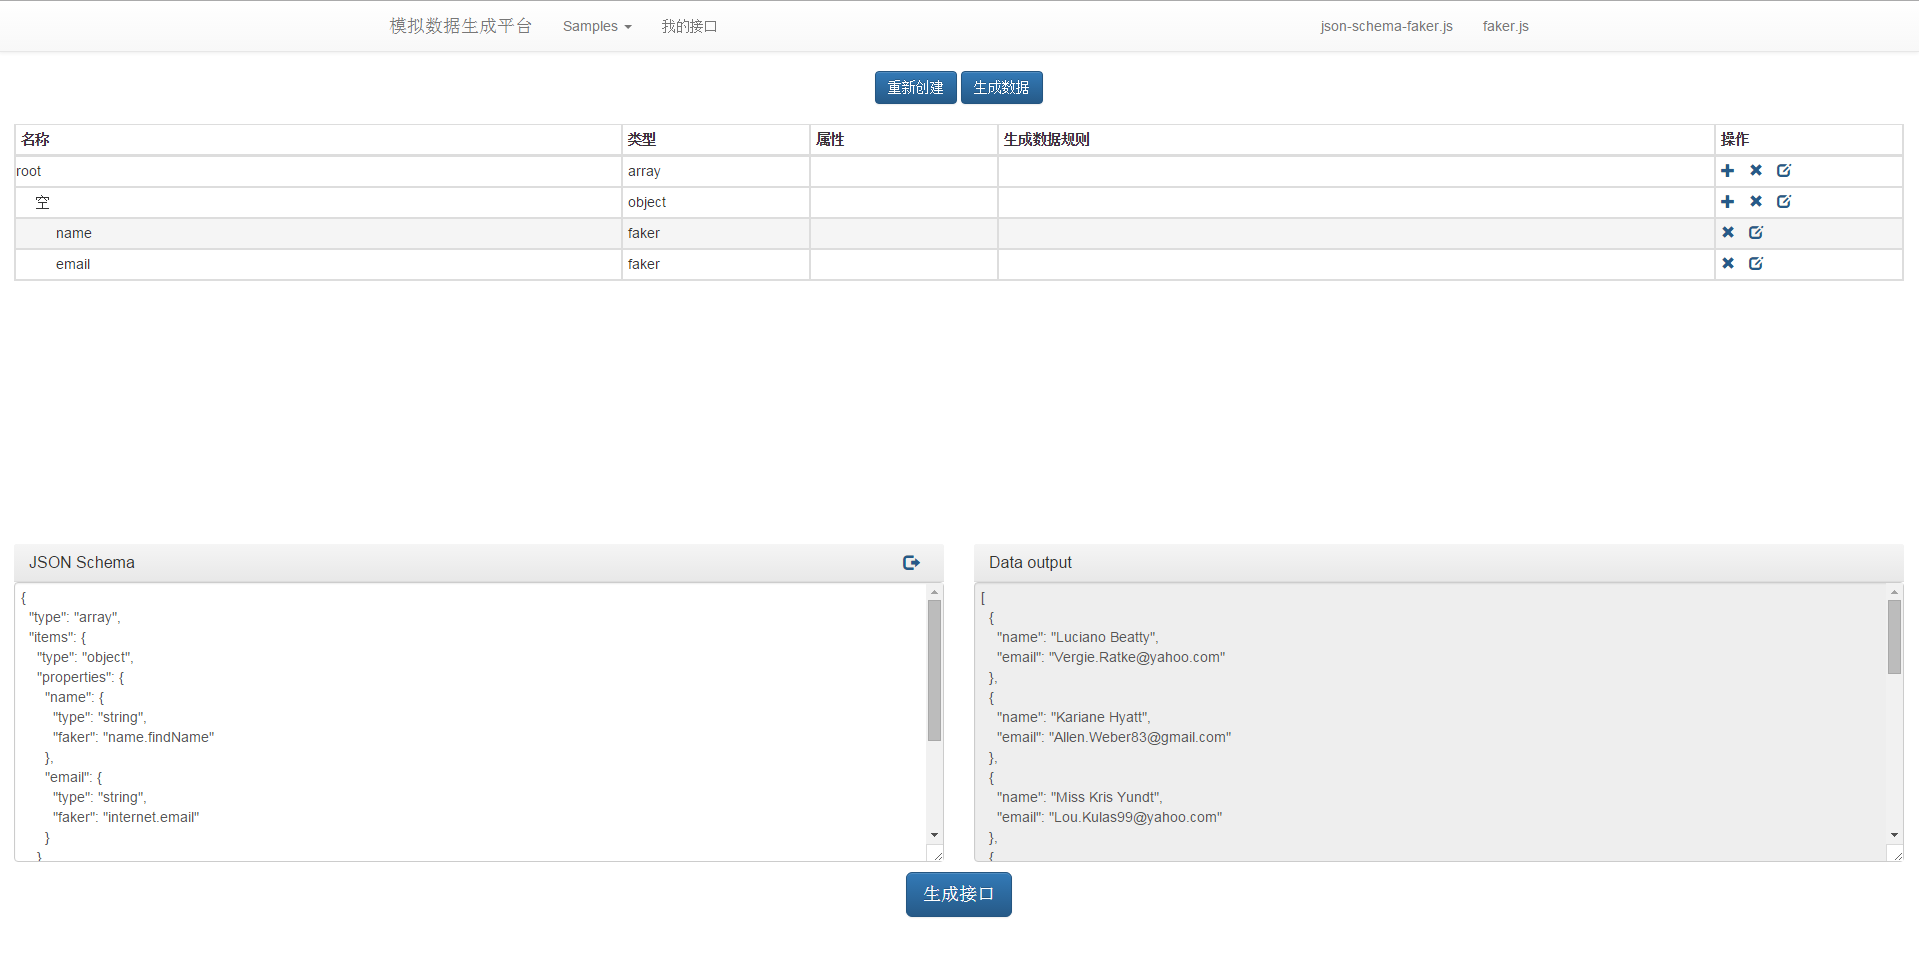 模拟数据生成平台 Samples 我的接口 json-schema-faker.js faker.js
重新创建 生成数据
名称 类型 属性 生成数据规则 操作
root array
空 object
name faker
email faker
JSON Schema
{
"type": "array",
"items": {
"type": "object",
"properties": {
"name": {
"type": "string",
"faker": "name.findName"
},
"email": {
"type": "string",
"faker": "internet.email"
}
}
Data output
[
{
"name": "Luciano Beatty",
"email": "Vergie.Ratke@yahoo.com"
},
{
"name": "Kariane Hyatt",
"email": "Allen.Weber83@gmail.com"
},
{
"name": "Miss Kris Yundt",
"email": "Lou.Kulas99@yahoo.com"
},
{
生成接口